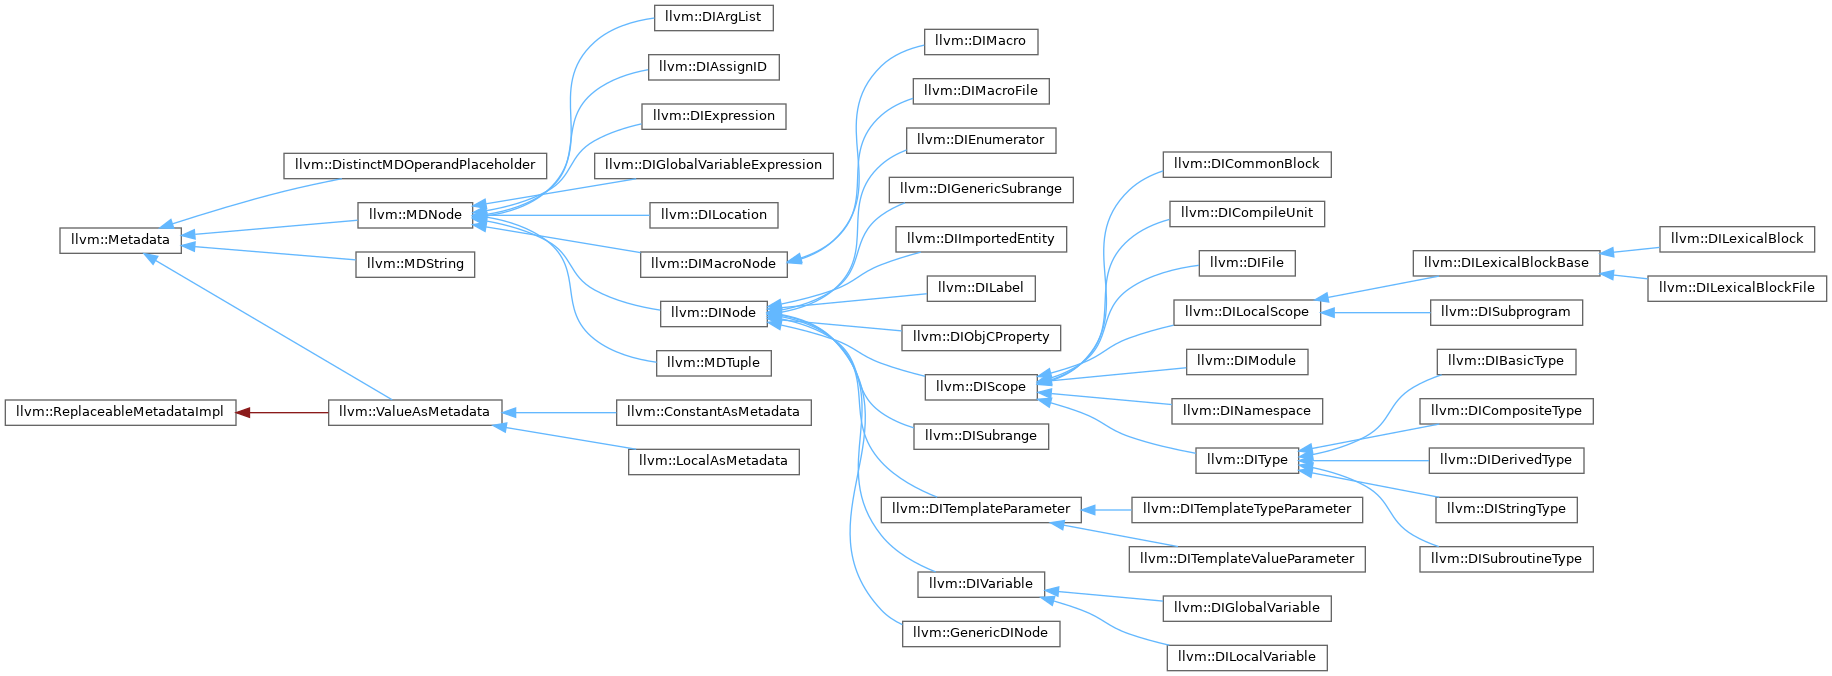 llvm::DIArgList
llvm::DIMacro
llvm::DIAssignID
llvm::DIMacroFile
llvm::DIExpression
llvm::DIEnumerator
llvm::DistinctMDOperandPlaceholder
llvm::DIGlobalVariableExpression
llvm::DICommonBlock
llvm::DIGenericSubrange
llvm::MDNode
llvm::DILocation
llvm::DICompileUnit
llvm::Metadata
llvm::DIImportedEntity
llvm::DILexicalBlock
llvm::MDString
llvm::DIMacroNode
llvm::DIFile
llvm::DILexicalBlockBase
llvm::DILabel
llvm::DILexicalBlockFile
llvm::DINode
llvm::DILocalScope
llvm::DISubprogram
llvm::DIObjCProperty
llvm::MDTuple
llvm::DIModule
llvm::DIBasicType
llvm::DIScope
llvm::ReplaceableMetadataImpl
llvm::ValueAsMetadata
llvm::ConstantAsMetadata
llvm::DINamespace
llvm::DICompositeType
llvm::DISubrange
llvm::LocalAsMetadata
llvm::DIType
llvm::DIDerivedType
llvm::DITemplateParameter
llvm::DITemplateTypeParameter
llvm::DIStringType
llvm::DITemplateValueParameter
llvm::DISubroutineType
llvm::DIVariable
llvm::DIGlobalVariable
llvm::GenericDINode
llvm::DILocalVariable